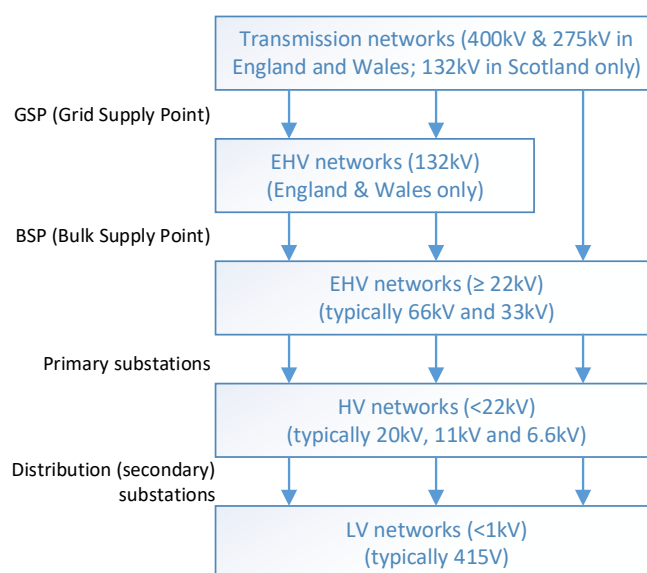 Transmission networks (400kV & 275kV in
England and Wales; 132kV in Scotland only)
GSP (Grid Supply Point)
EHV networks (132kV)
(England & Wales only)
BSP (Bulk Supply Point)
EHV networks (≥ 22kV)
(typically 66kV and 33kV)
Primary substations
HV networks (<22kV)
(typically 20kV, 11kV and 6.6kV)
Distribution (secondary)
substations
LV networks (<1kV)
(typically 415V)